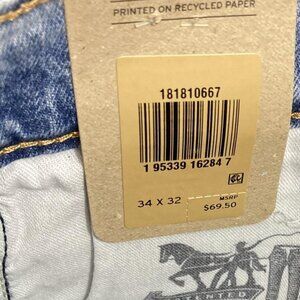 PRINTED ON RECYCLED PAPER
181810667
1 95339 16284 7
34 X 32
MSRP
$69.50